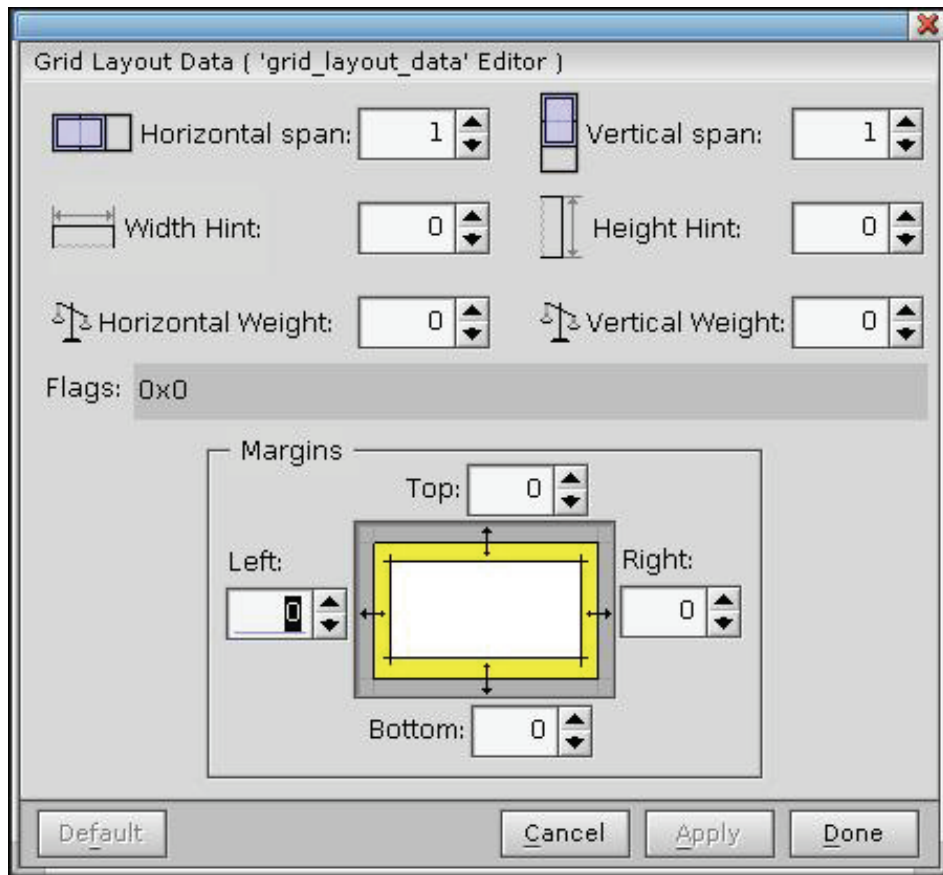 Grid Layout Data ( 'grid_layout_data' Editor )
Horizontal span: 1 Vertical span: 1
Width Hint: 0 Height Hint: 0
Horizontal Weight: 0 Vertical Weight: 0
Flags: 0x0
Margins
Top: 0
Left: Right:
0 0
Bottom: 0
Default Cancel Apply Done